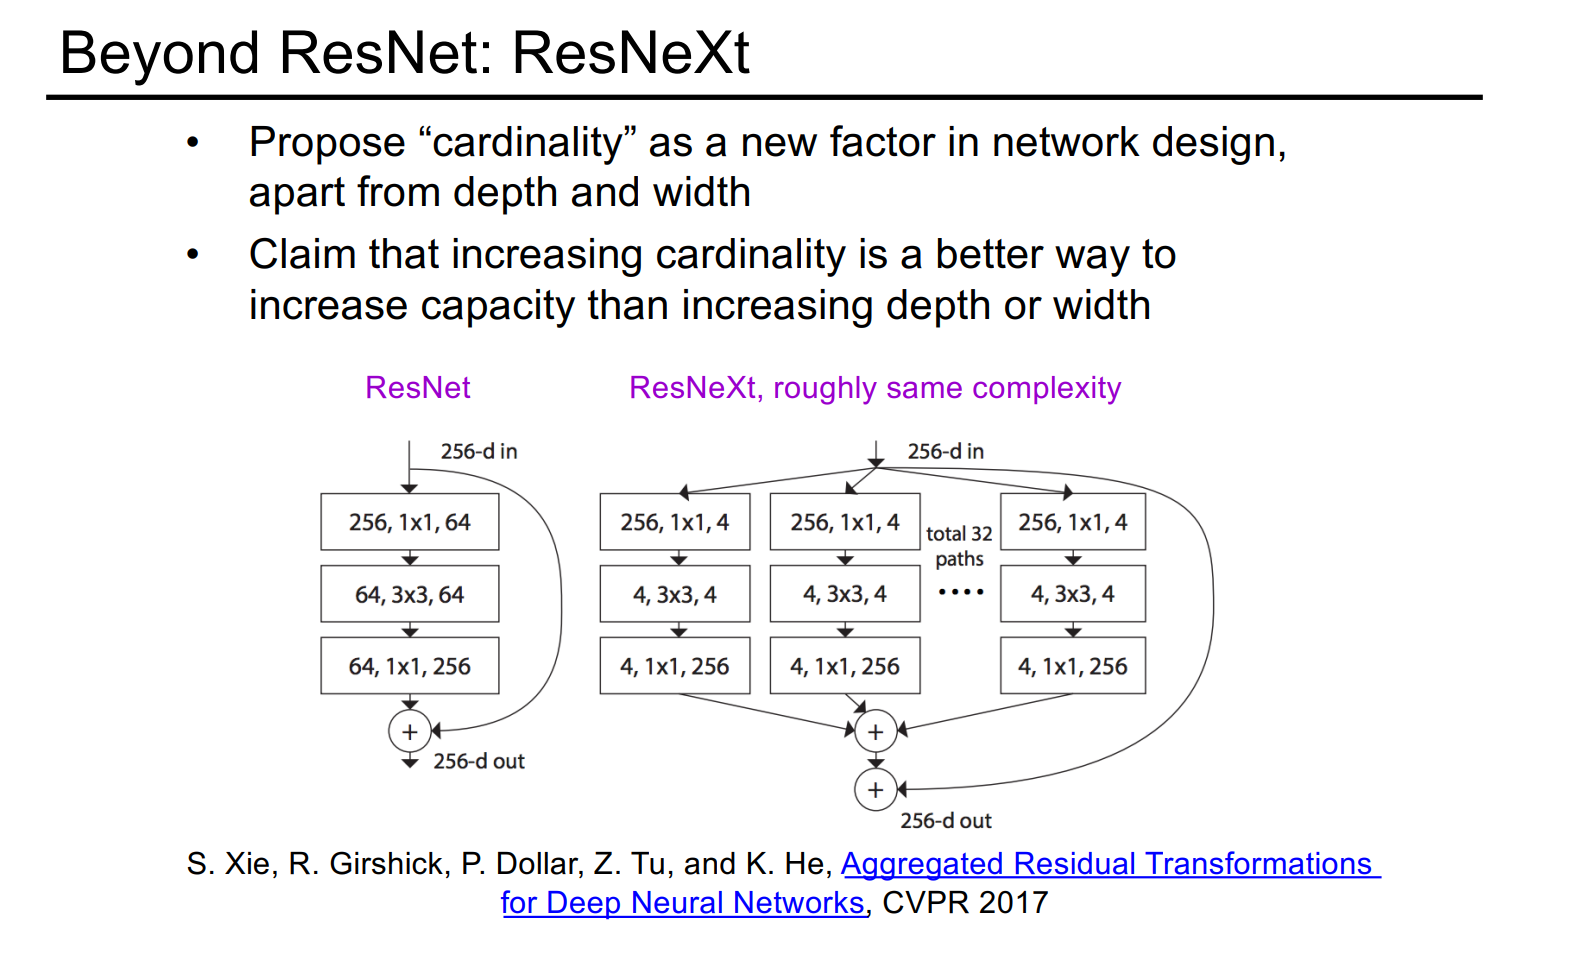 Beyond ResNet: ResNeXt
• Propose “cardinality” as a new factor in network design,
apart from depth and width
• Claim that increasing cardinality is a better way to
increase capacity than increasing depth or width
ResNet
256-d in
256, 1x1, 64
64, 3x3, 64
64, 1x1, 256
+
256-d out
ResNeXt, roughly same complexity
256-d in
256, 1x1, 4
256, 1x1, 4
total 32
paths
256, 1x1, 4
4, 3x3, 4
4, 3x3, 4
....
4, 3x3, 4
4, 1x1, 256
4, 1x1, 256
4, 1x1, 256
+
+
256-d out
S. Xie, R. Girshick, P. Dollar, Z. Tu, and K. He, Aggregated Residual Transformations
for Deep Neural Networks, CVPR 2017